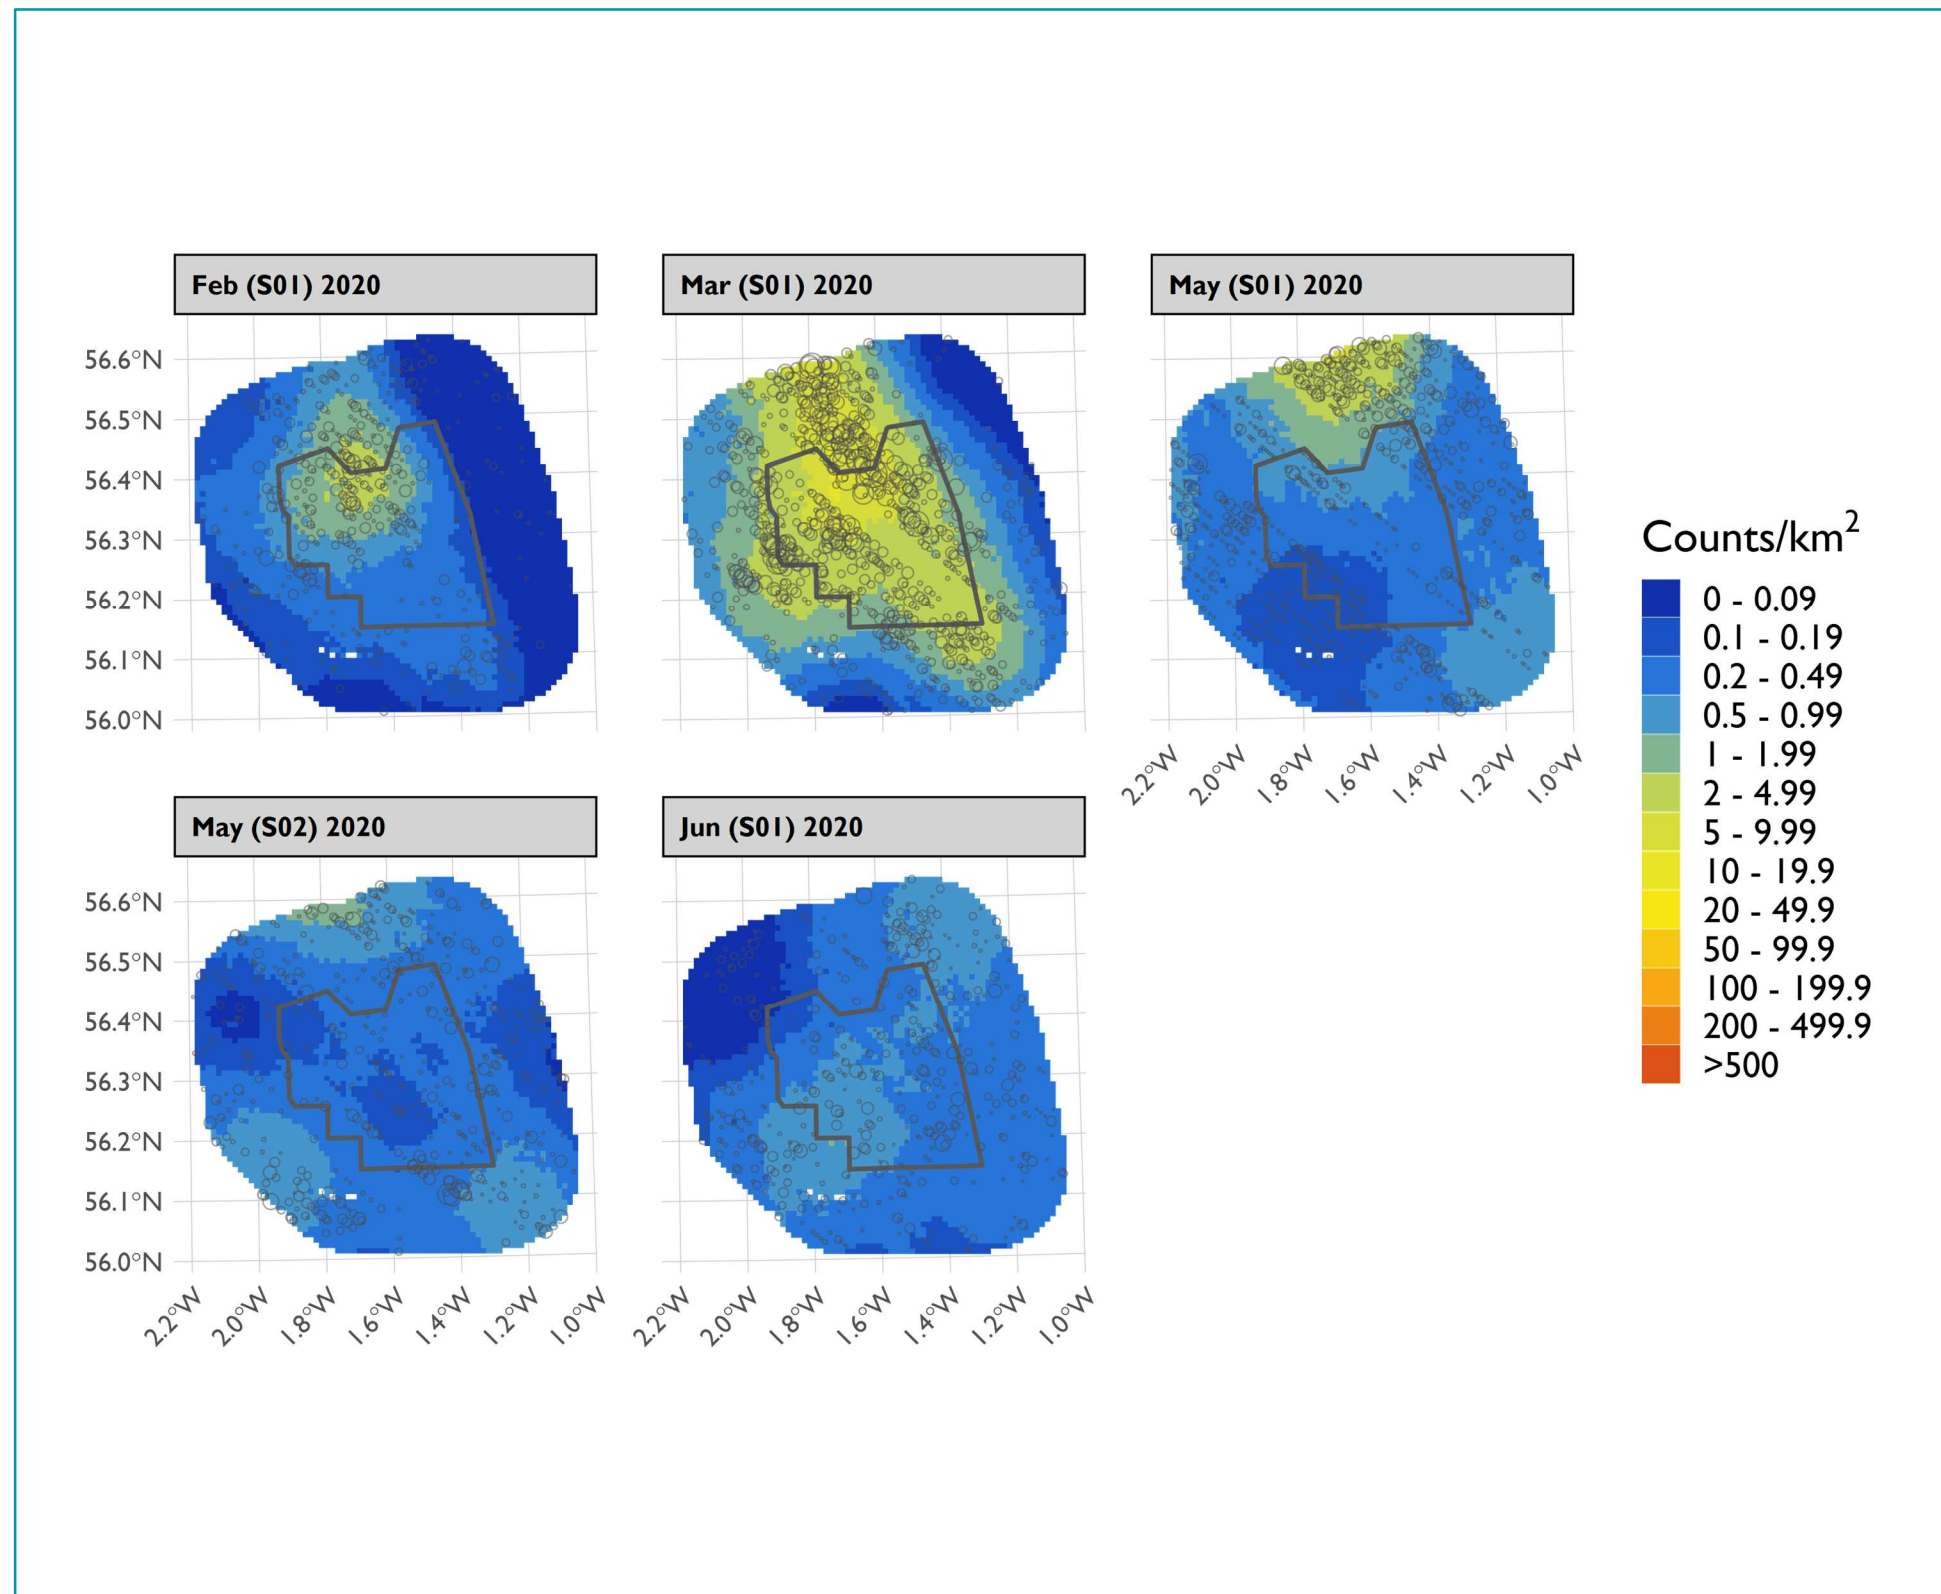 Feb (S01) 2020
Mar (S01) 2020
May (S01) 2020
56.6°N
56.5°N
56.4°N
56.3°N
56.2°N
56.1°N
56.0°N
2.2°W 2.0°W 1.8°W 1.6°W 1.4°W 1.2°W 1.0°W
May (S02) 2020
Jun (S01) 2020
56.6°N
56.5°N
56.4°N
56.3°N
56.2°N
56.1°N
56.0°N
2.2°W 2.0°W 1.8°W 1.6°W 1.4°W 1.2°W 1.0°W
2.2°W 2.0°W 1.8°W 1.6°W 1.4°W 1.2°W 1.0°W
Counts/km²
0 - 0.09
0.1 - 0.19
0.2 - 0.49
0.5 - 0.99
1 - 1.99
2 - 4.99
5 - 9.99
10 - 19.9
20 - 49.9
50 - 99.9
100 - 199.9
200 - 499.9
>500